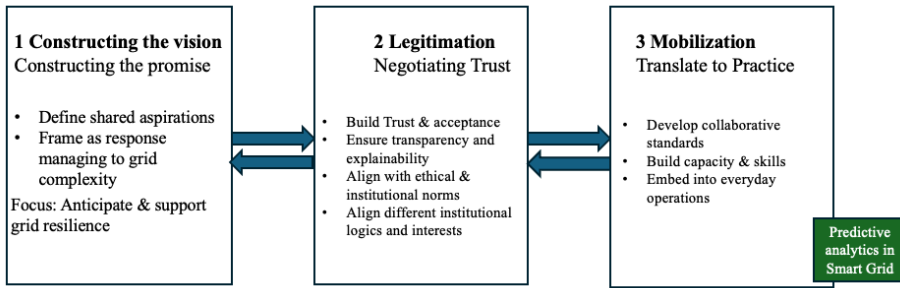 1 Constructing the vision
Constructing the promise
• Define shared aspirations
• Frame as response
managing to grid
complexity
Focus: Anticipate & support
grid resilience
2 Legitimation
Negotiating Trust
• Build Trust & acceptance
• Ensure transparency and
explainability
• Align with ethical &
institutional norms
• Align different institutional
logics and interests
3 Mobilization
Translate to Practice
• Develop collaborative
standards
• Build capacity & skills
• Embed into everyday
operations
Predictive
analytics in
Smart Grid